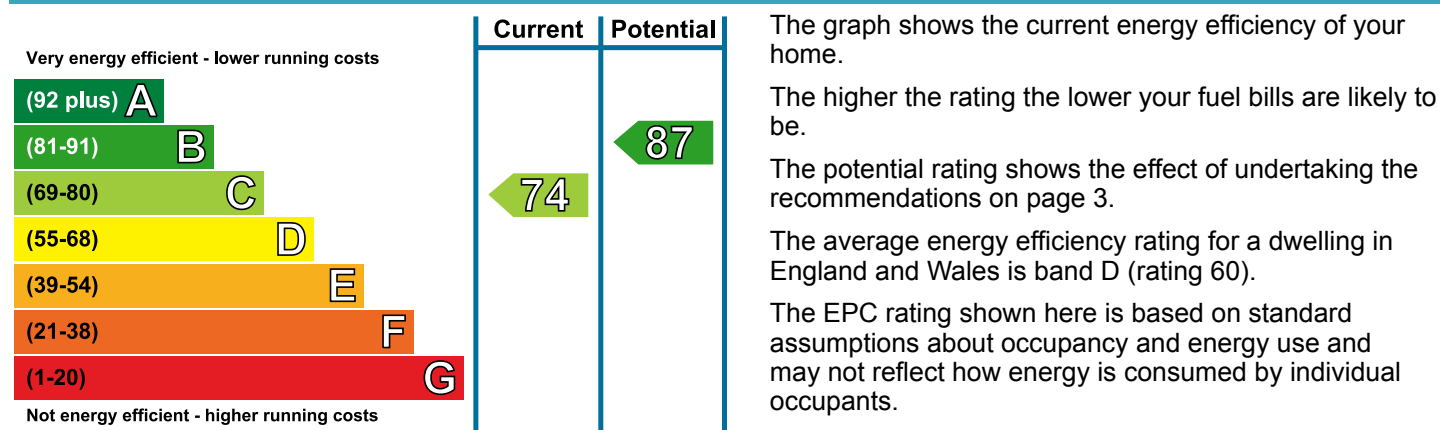 Current Potential
Very energy efficient - lower running costs
(92 plus) A
(81-91) B
87
(69-80) C
74
(55-68) D
(39-54) E
(21-38) F
(1-20) G
Not energy efficient - higher running costs
The graph shows the current energy efficiency of your
home.
The higher the rating the lower your fuel bills are likely to
be.
The potential rating shows the effect of undertaking the
recommendations on page 3.
The average energy efficiency rating for a dwelling in
England and Wales is band D (rating 60).
The EPC rating shown here is based on standard
assumptions about occupancy and energy use and
may not reflect how energy is consumed by individual
occupants.